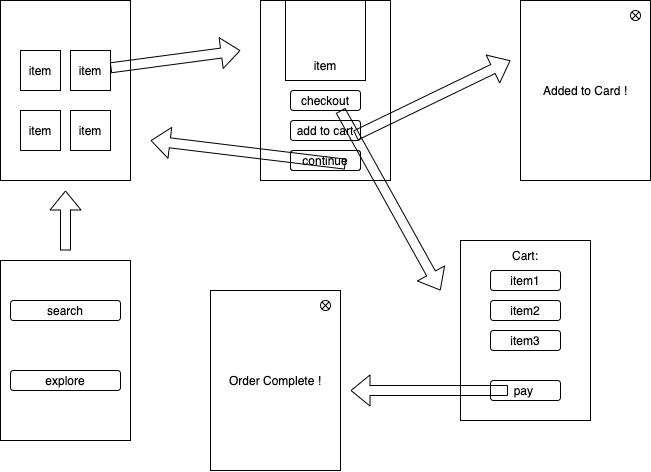 item
item
item
item
item
checkout
add to cart
continue
Added to Card !
search
explore
Order Complete !
Cart:
item1
item2
item3
pay